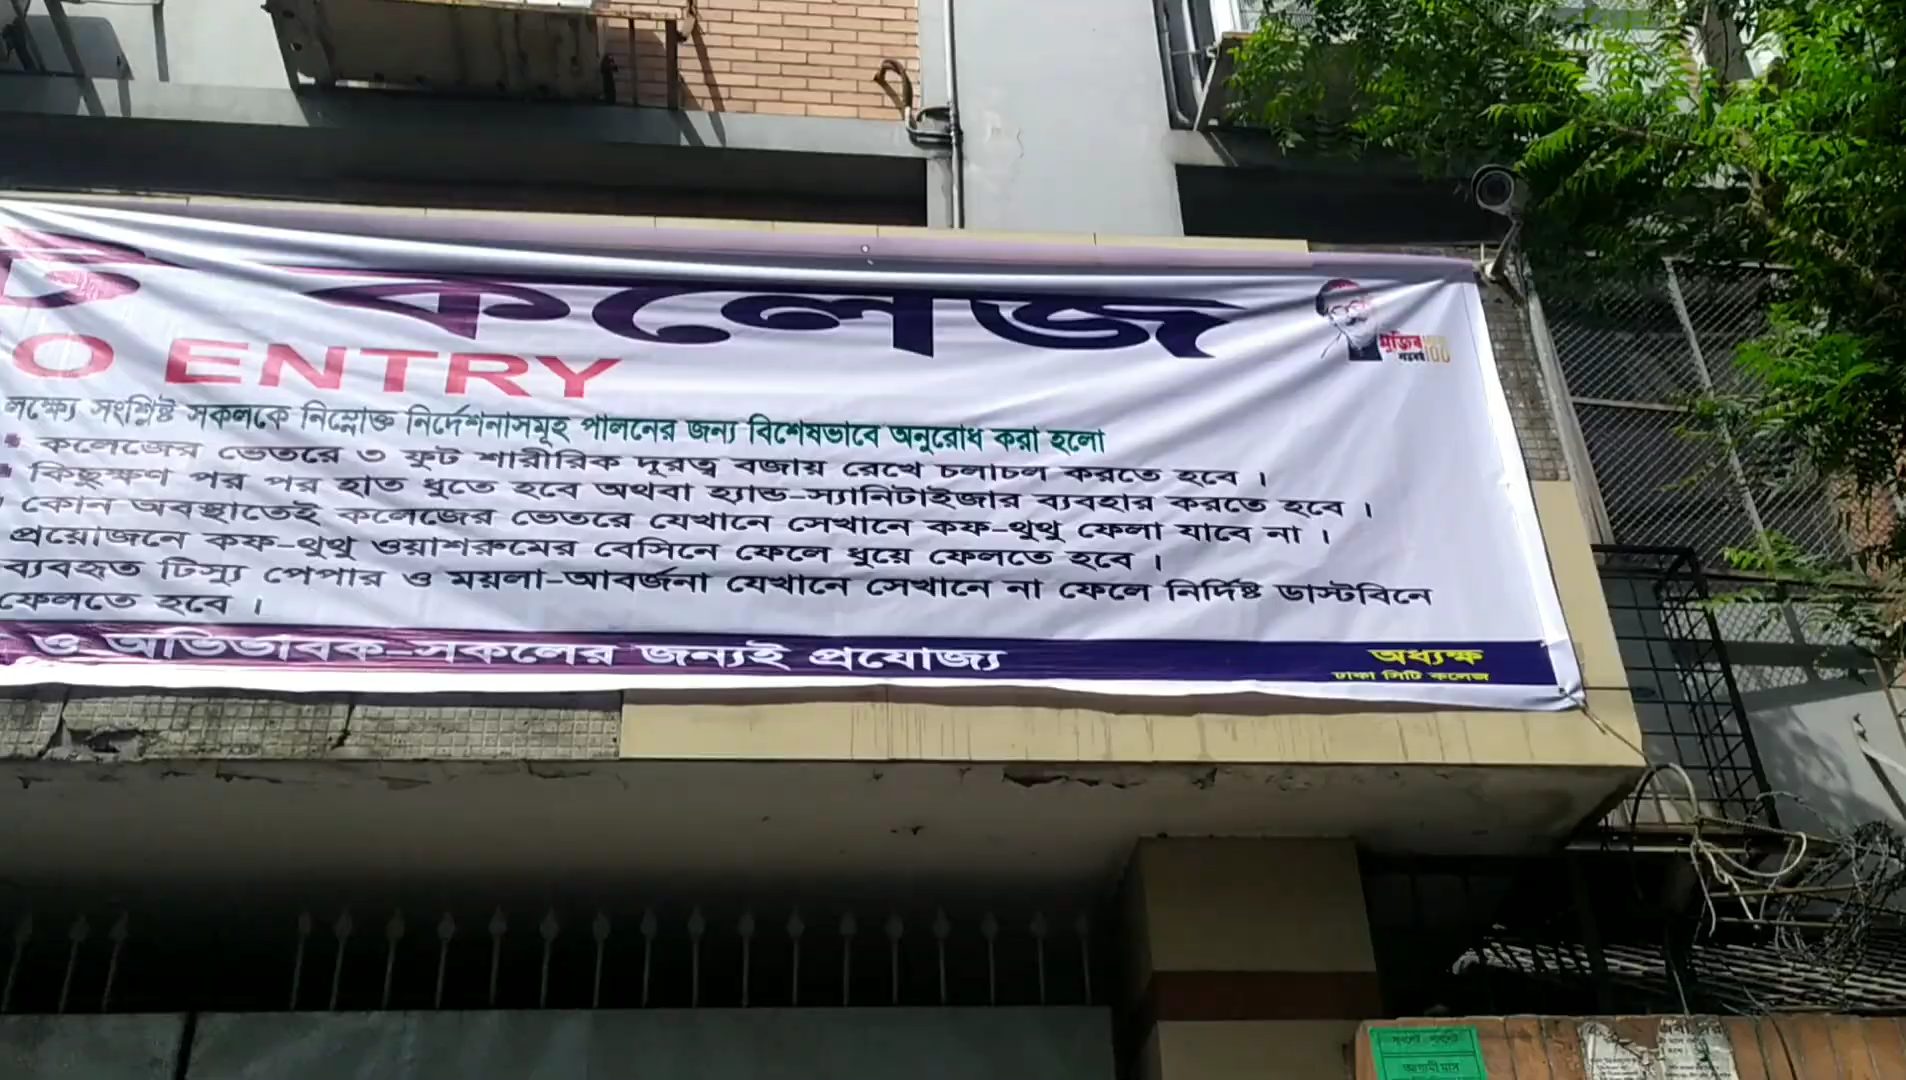 টি কলেজ
O ENTRY
লক্ষ্যে সংশ্লিষ্ট সকলকে নিম্নোক্ত নির্দেশনাসমূহ পালনের জন্য বিশেষভাবে অনুরোধ করা হলো
কলেজের ভেতরে ৩ ফুট শারীরিক দূরত্ব বজায় রেখে চলাচল করতে হবে ।
কিছুক্ষণ পর পর হাত ধুতে হবে অথবা হ্যান্ড-স্যানিটাইজার ব্যবহার করতে হবে ।
কোন অবস্থাতেই কলেজের ভেতরে যেখানে সেখানে কফ-থুথু ফেলা যাবে না ।
প্রয়োজনে কফ-থুথু ওয়াশরুমের বেসিনে ফেলে ধুয়ে ফেলতে হবে ।
ব্যবহৃত টিস্যু পেপার ও ময়লা-আবর্জনা যেখানে সেখানে না ফেলে নির্দিষ্ট ডাস্টবিনে
ফেলতে হবে ।
ও অভিভাবক-সকলের জন্যই প্রযোজ্য
অধ্যক্ষ
ঢাকা সিটি কলেজ
মুজিব
100